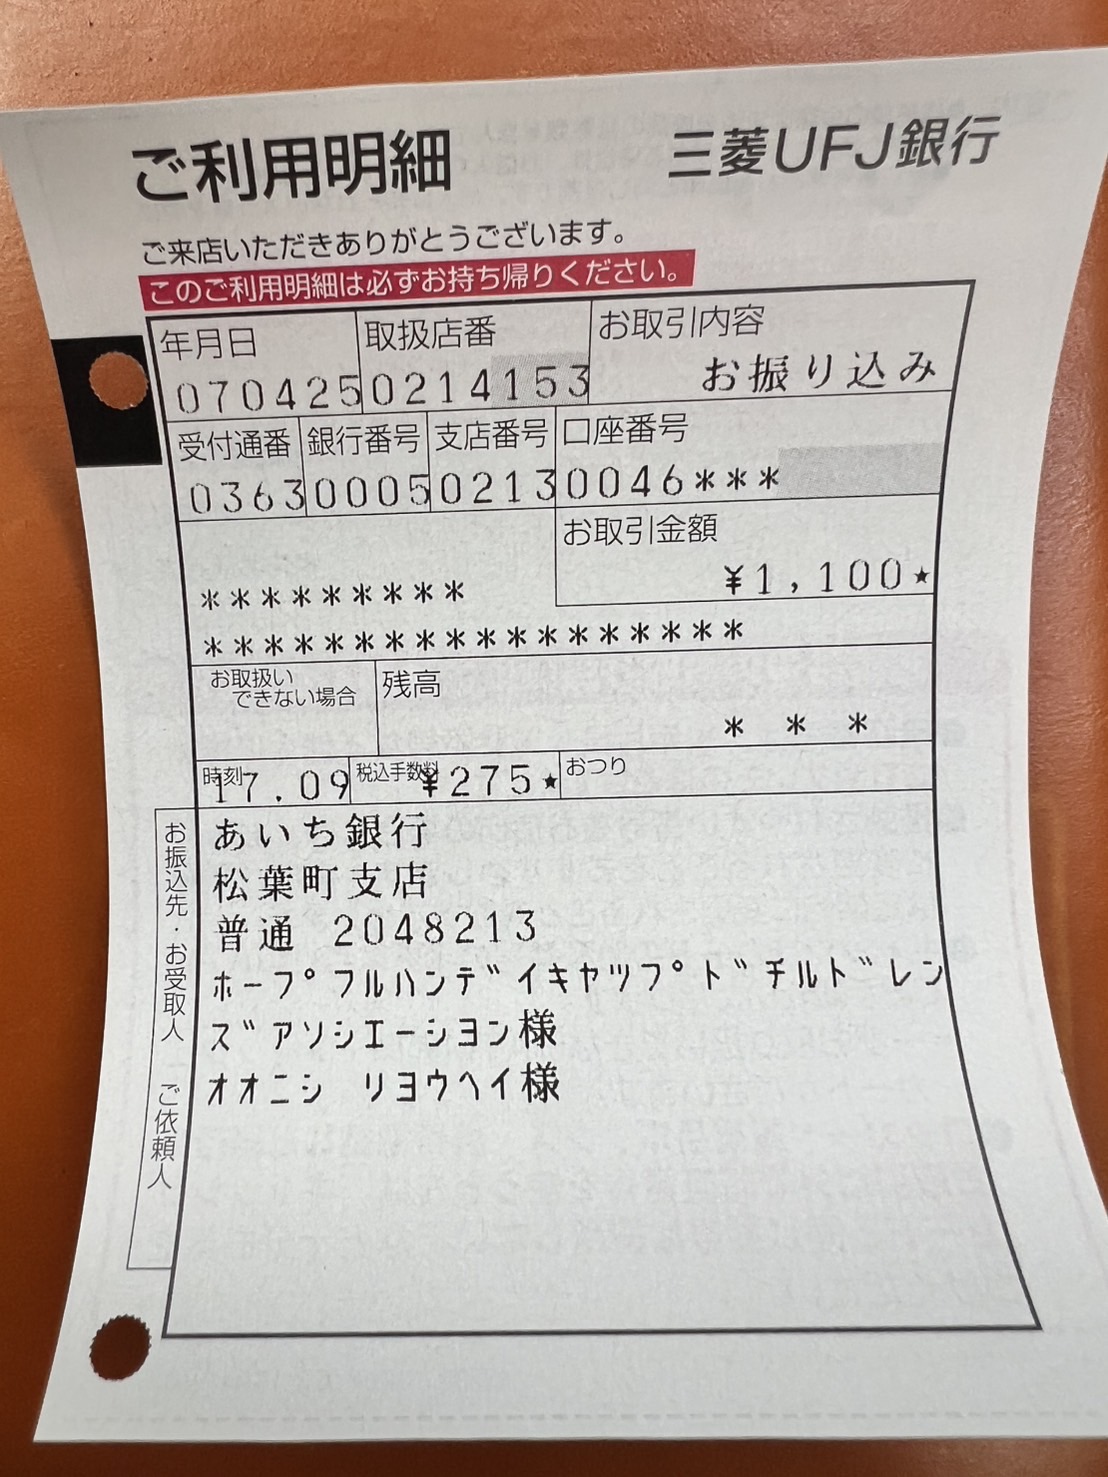 ご利用明細 三菱UFJ銀行
ご来店いただきありがとうございます。
このご利用明細は必ずお持ち帰りください。
年月日 取扱店番 お取引内容
070425 0214153 お振り込み
受付通番 銀行番号 支店番号 口座番号
0363 0005 0213 0046***
お取引金額
¥1,100★
*********
******************
お取扱いできない場合 残高
***
時刻 17.09 税込手数料 ¥275★ おつり
お振込先・お受取人 ご依頼人
あいち銀行
松葉町支店
普通 2048213
ホープフルハンデイキヤツプドチルドレン
ズアソシエーシヨン様
オオニシ リヨウヘイ様